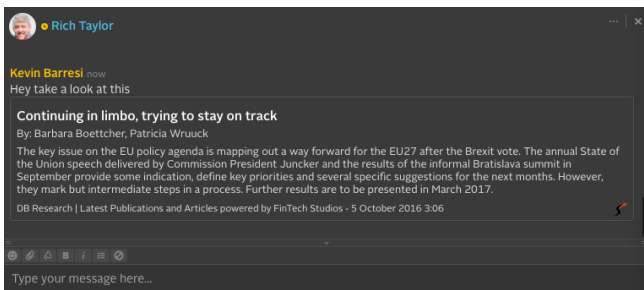 Rich Taylor
Kevin Barresi now
Hey take a look at this
Continuing in limbo, trying to stay on track
By: Barbara Boettcher, Patricia Wruuck
The key issue on the EU policy agenda is mapping out a way forward for the EU27 after the Brexit vote. The annual State of
the Union speech delivered by Commission President Juncker and the results of the informal Bratislava summit in
September provide some indication, define key priorities and several specific suggestions for the next months. However,
they mark but intermediate steps in a process. Further results are to be presented in March 2017.
DB Research | Latest Publications and Articles powered by FinTech Studios - 5 October 2016 3:06
B i
Type your message here...